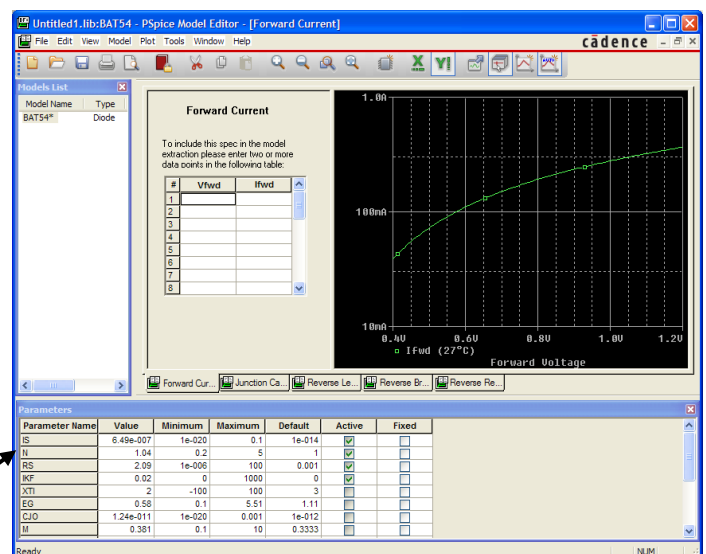 Untitled1.lib:BAT54 - PSpice Model Editor - [Forward Current]
File Edit View Model Plot Tools Window Help
cādence
Models List
Model Name Type
BAT54* Diode
Forward Current
To include this spec in the model
extraction please enter two or more
data points in the following table:
# Vfwd Ifwd
1
2
3
4
5
6
7
8
1.0A
100mA
10mA
0.4V 0.6V 0.8V 1.0V 1.2V
Ifwd (27°C)
Forward Voltage
Forward Cur... Junction Ca... Reverse Le... Reverse Br... Reverse Re...
Parameters
Parameter Name Value Minimum Maximum Default Active Fixed
IS 6.49e-007 1e-020 0.1 1e-014
N 1.04 0.2 5 1
RS 2.09 1e-006 100 0.001
IKF 0.02 0 1000 0
XTI 2 -100 100 3
EG 0.58 0.1 5.51 1.11
CJO 1.24e-011 1e-020 0.001 1e-012
M 0.381 0.1 10 0.3333
Ready NUM